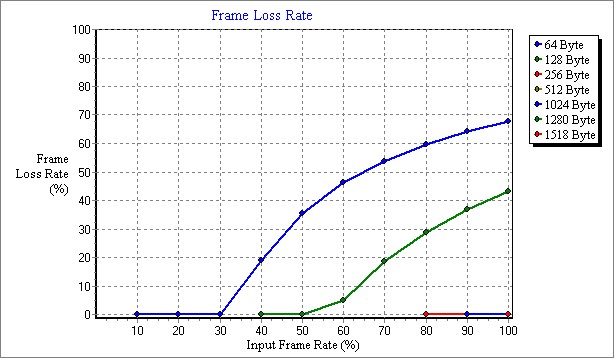 Frame Loss Rate
100
90
80
70
60
50
40
30
20
10
0
Frame
Loss Rate
(%)
10 20 30 40 50 60 70 80 90 100
Input Frame Rate (%)
64 Byte
128 Byte
256 Byte
512 Byte
1024 Byte
1280 Byte
1518 Byte